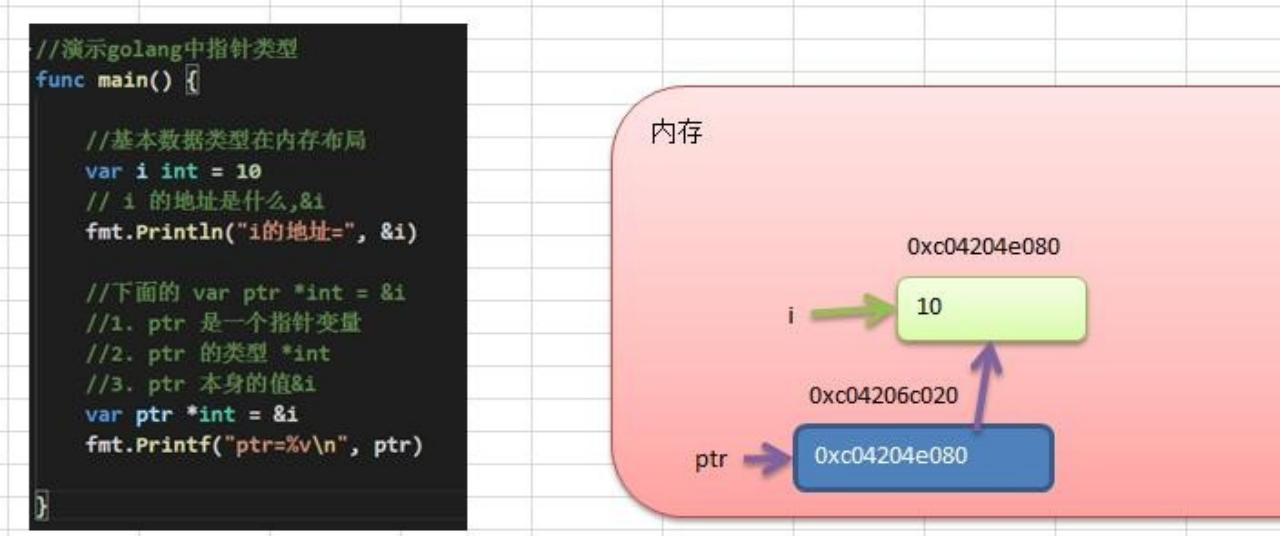 //演示golang中指针类型
func main() {
//基本数据类型在内存布局
var i int = 10
// i 的地址是什么,&i
fmt.Println("i的地址=", &i)
//下面的 var ptr *int = &i
//1. ptr 是一个指针变量
//2. ptr 的类型 *int
//3. ptr 本身的值&i
var ptr *int = &i
fmt.Printf("ptr=%v\n", ptr)
}
内存
0xc04204e080
i
10
0xc04206c020
ptr
0xc04204e080